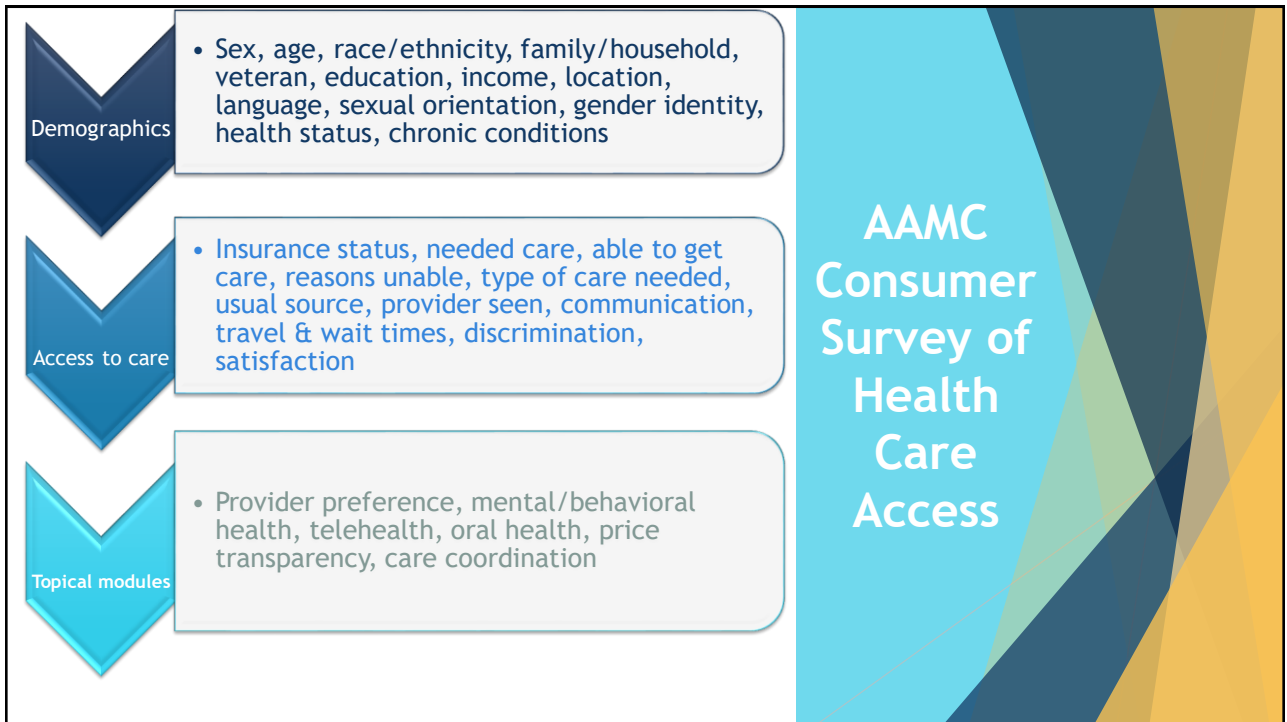 Demographics
• Sex, age, race/ethnicity, family/household,
veteran, education, income, location,
language, sexual orientation, gender identity,
health status, chronic conditions
Access to care
• Insurance status, needed care, able to get
care, reasons unable, type of care needed,
usual source, provider seen, communication,
travel & wait times, discrimination,
satisfaction
Topical modules
• Provider preference, mental/behavioral
health, telehealth, oral health, price
transparency, care coordination
AAMC
Consumer
Survey of
Health
Care
Access